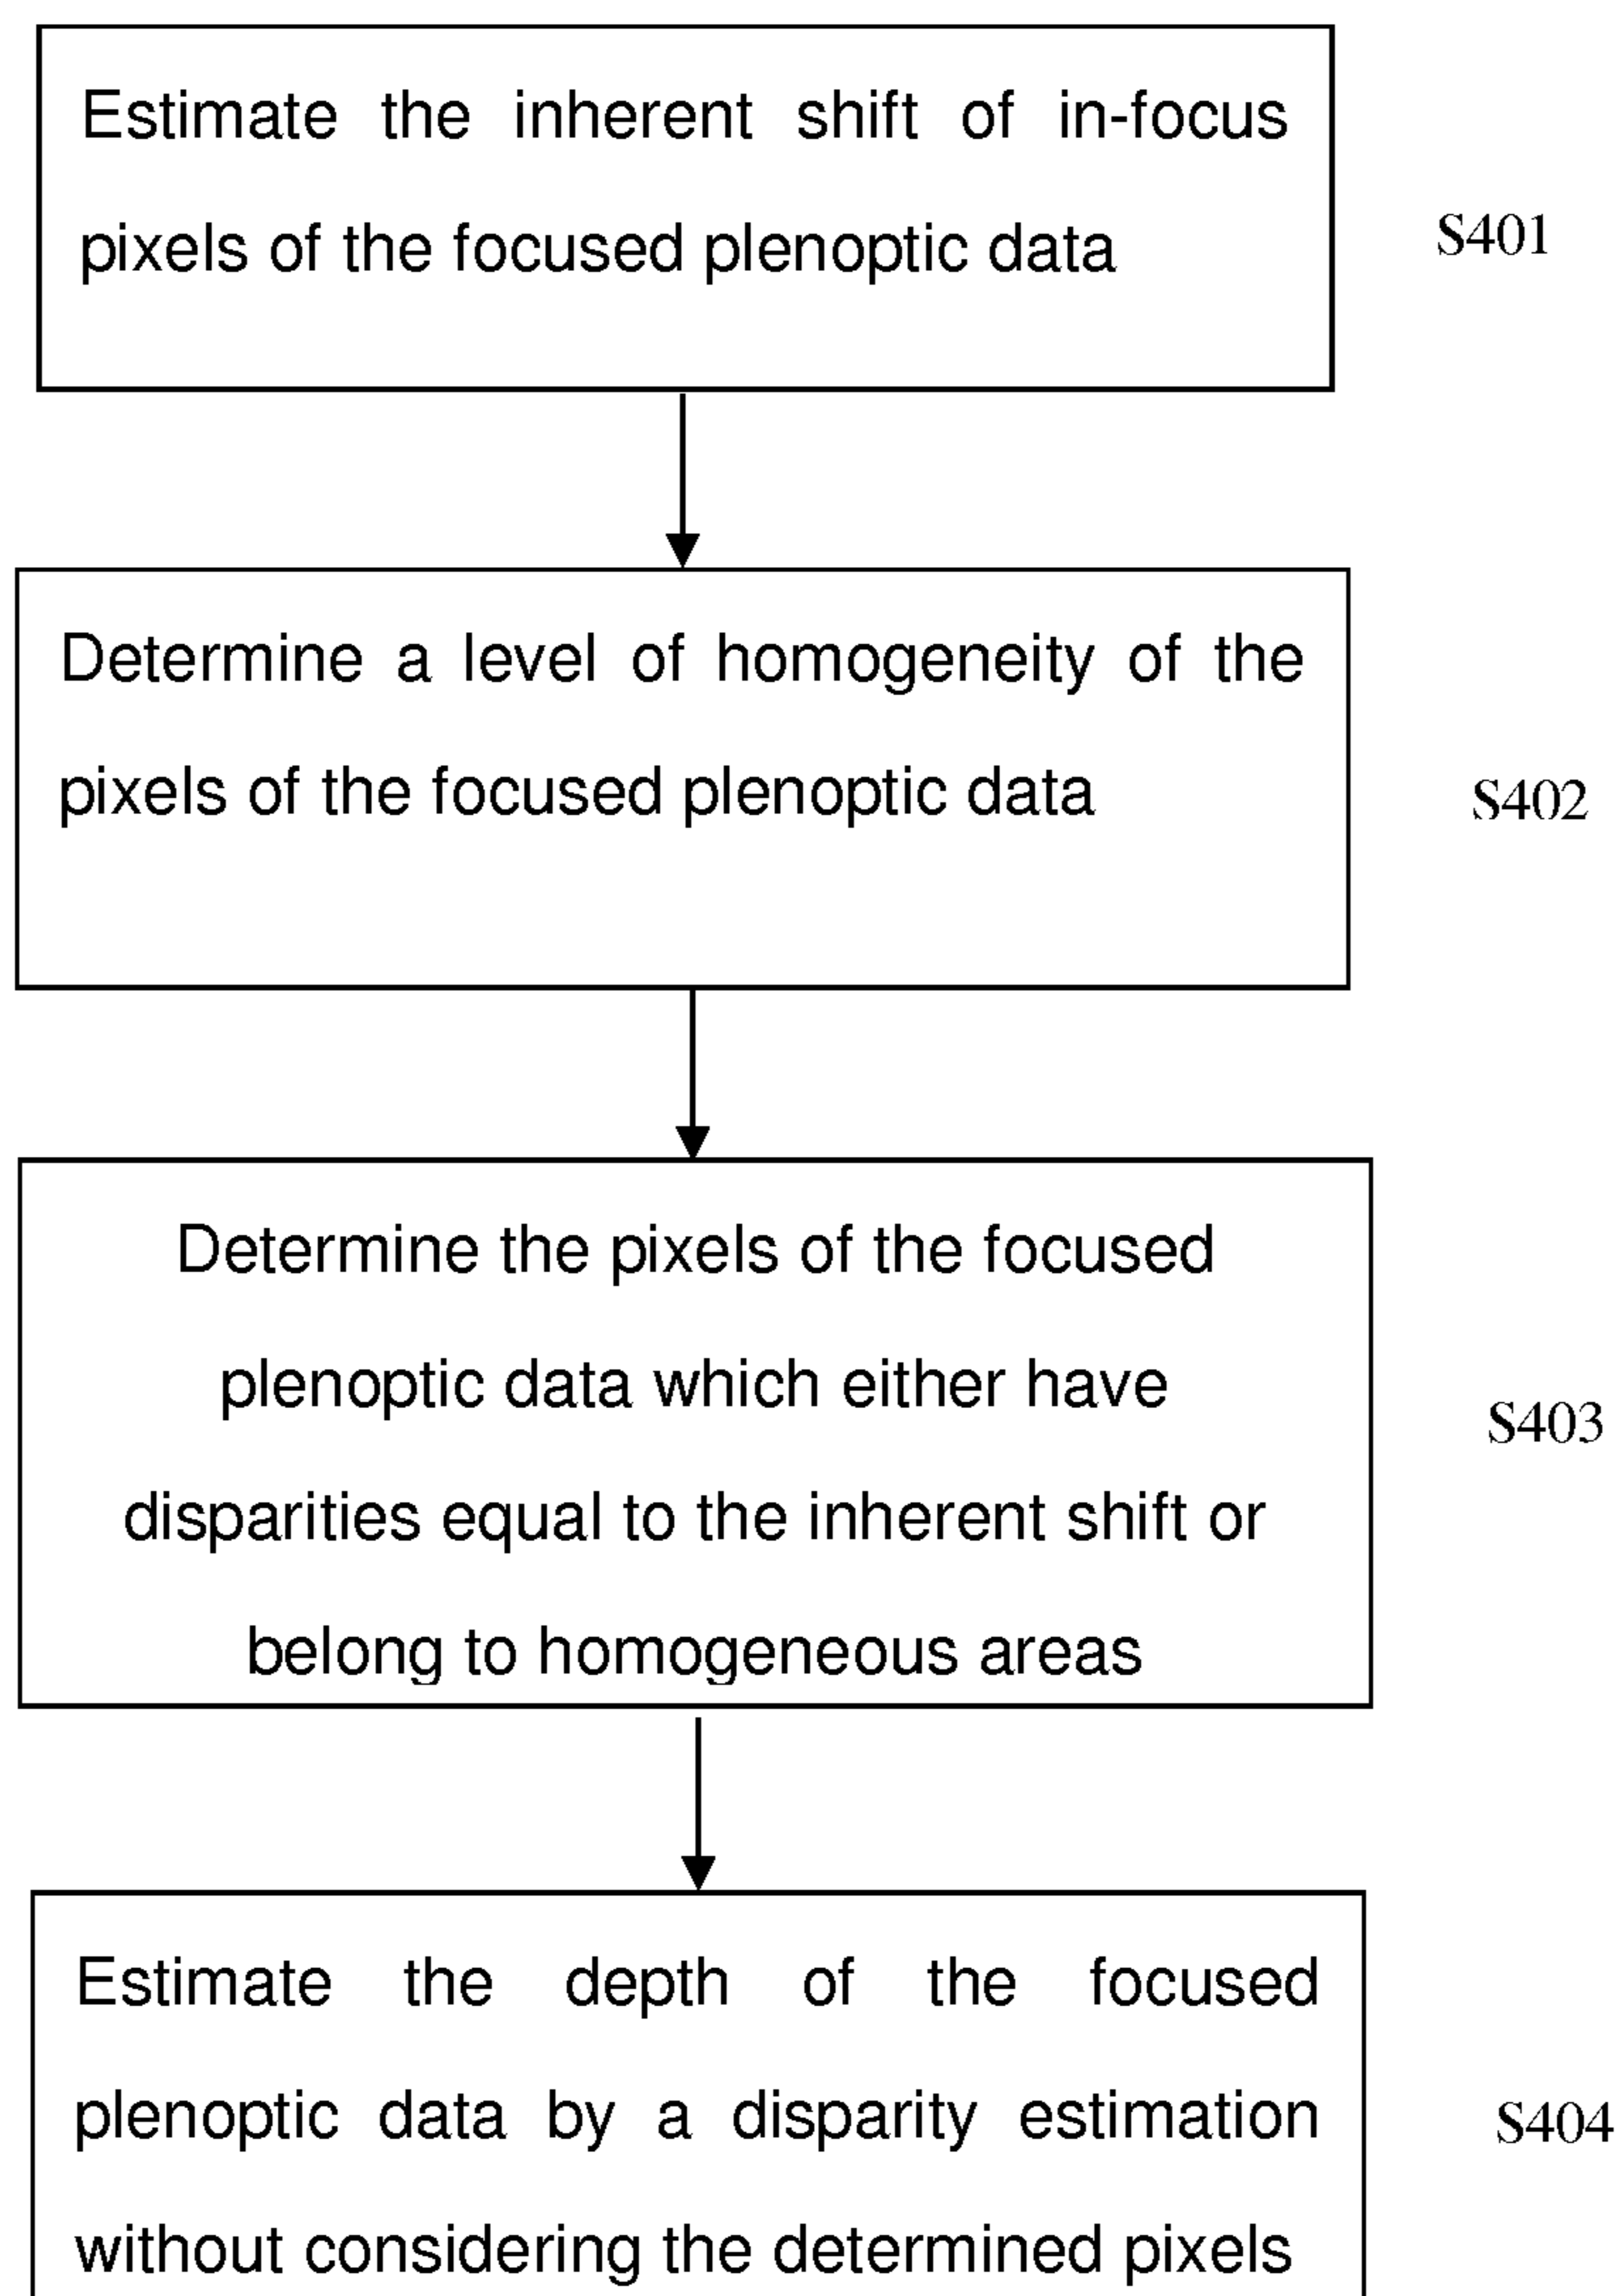 Estimate the inherent shift of in-focus
pixels of the focused plenoptic data
S401
Determine a level of homogeneity of the
pixels of the focused plenoptic data
S402
Determine the pixels of the focused
plenoptic data which either have
disparities equal to the inherent shift or
belong to homogeneous areas
S403
Estimate the depth of the focused
plenoptic data by a disparity estimation
without considering the determined pixels
S404